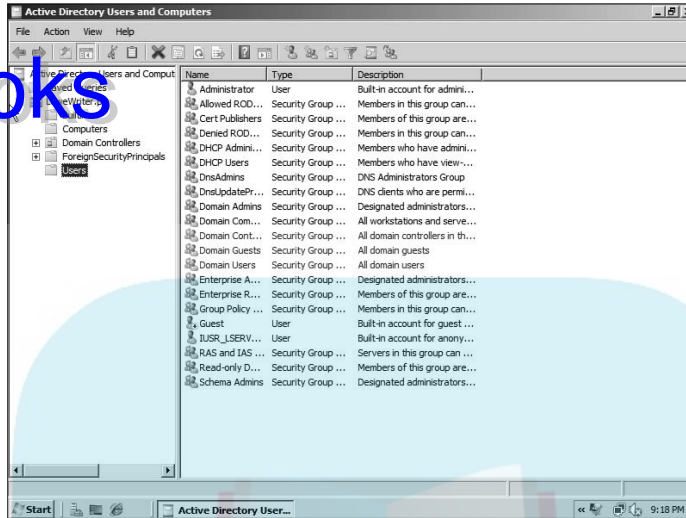 Active Directory Users and Computers
File Action View Help
Active Directory Users and Comput
oks
Computers
Domain Controllers
ForeignSecurityPrincipals
Users
Name Type Description
Administrator User Built-in account for admini...
Allowed ROD... Security Group ... Members in this group can...
Cert Publishers Security Group ... Members of this group are...
Denied ROD... Security Group ... Members in this group can...
DHCP Admini... Security Group ... Members who have admini...
DHCP Users Security Group ... Members who have view-...
DnsAdmins Security Group ... DNS Administrators Group
DnsUpdatePr... Security Group ... DNS clients who are permi...
Domain Admins Security Group ... Designated administrators...
Domain Com... Security Group ... All workstations and serve...
Domain Cont... Security Group ... All domain controllers in th...
Domain Guests Security Group ... All domain guests
Domain Users Security Group ... All domain users
Enterprise A... Security Group ... Designated administrators...
Enterprise R... Security Group ... Members of this group are...
Group Policy ... Security Group ... Members in this group can...
Guest User Built-in account for guest ...
IUSR_LSERV... User Built-in account for anony...
RAS and IAS ... Security Group ... Servers in this group can ...
Read-only D... Security Group ... Members of this group are...
Schema Admins Security Group ... Designated administrators...
Start Active Directory User... 9:18 PM